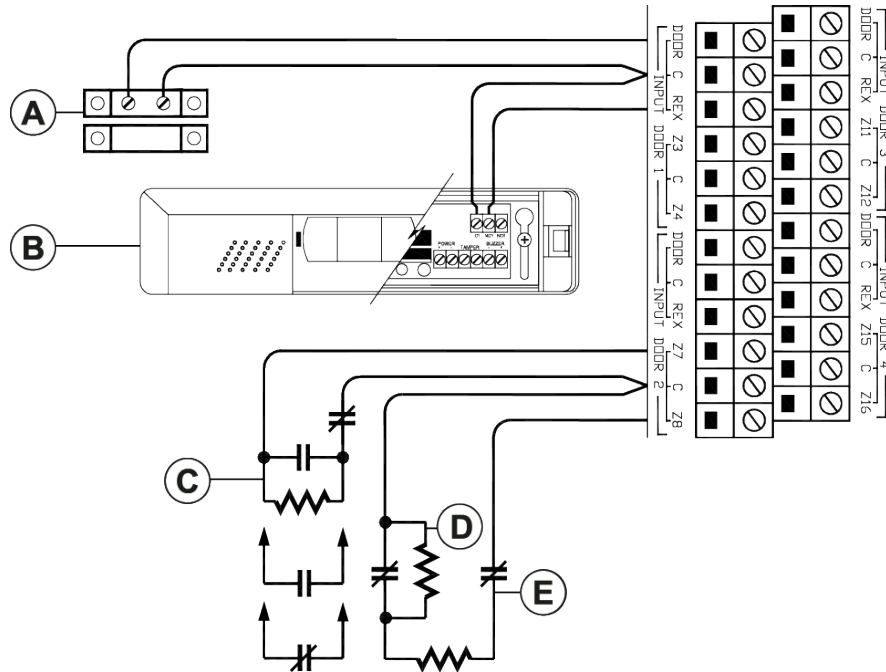 A
B
C
D
E
POWER
TAMPER
BUZZER
DOOR
C
REX
INPUT
Z3
C
Z4
DOOR 1
DOOR
C
REX
INPUT
Z7
C
Z8
DOOR 2
DOOR
C
REX
INPUT
Z11
C
Z12
DOOR 3
DOOR
C
REX
INPUT
Z15
C
Z16
DOOR 4